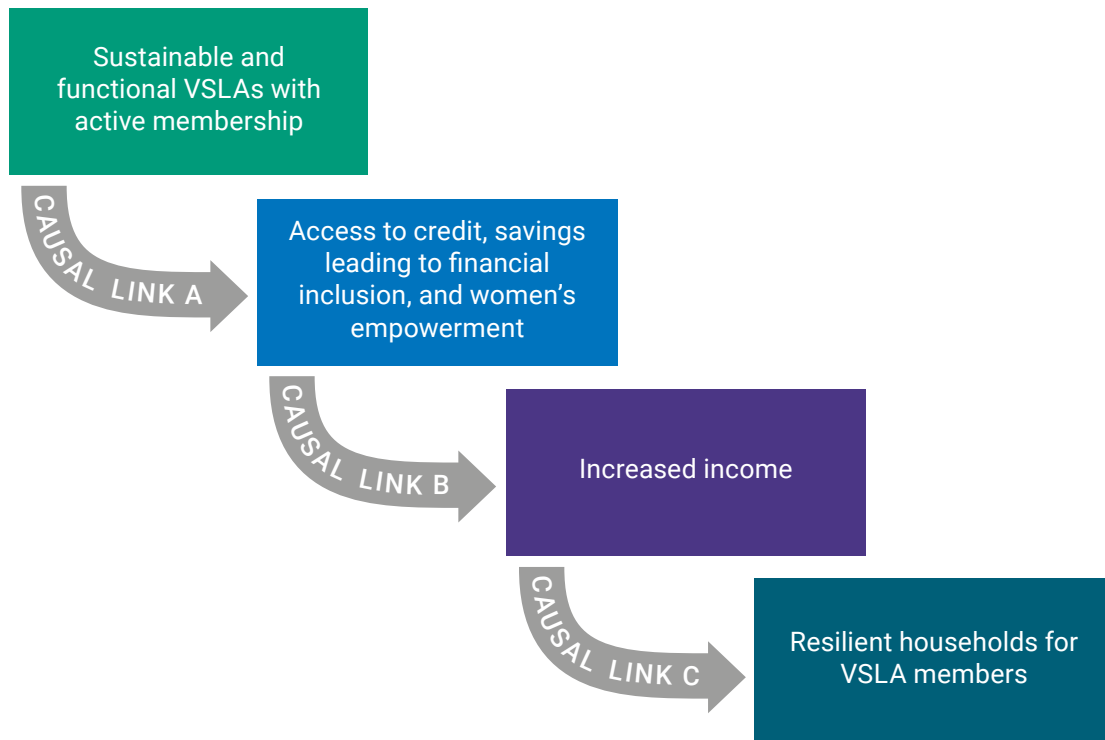 Sustainable and
functional VSLAs with
active membership
CAUSAL LINK A
Access to credit, savings
leading to financial
inclusion, and women’s
empowerment
CAUSAL LINK B
Increased income
CAUSAL LINK C
Resilient households for
VSLA members